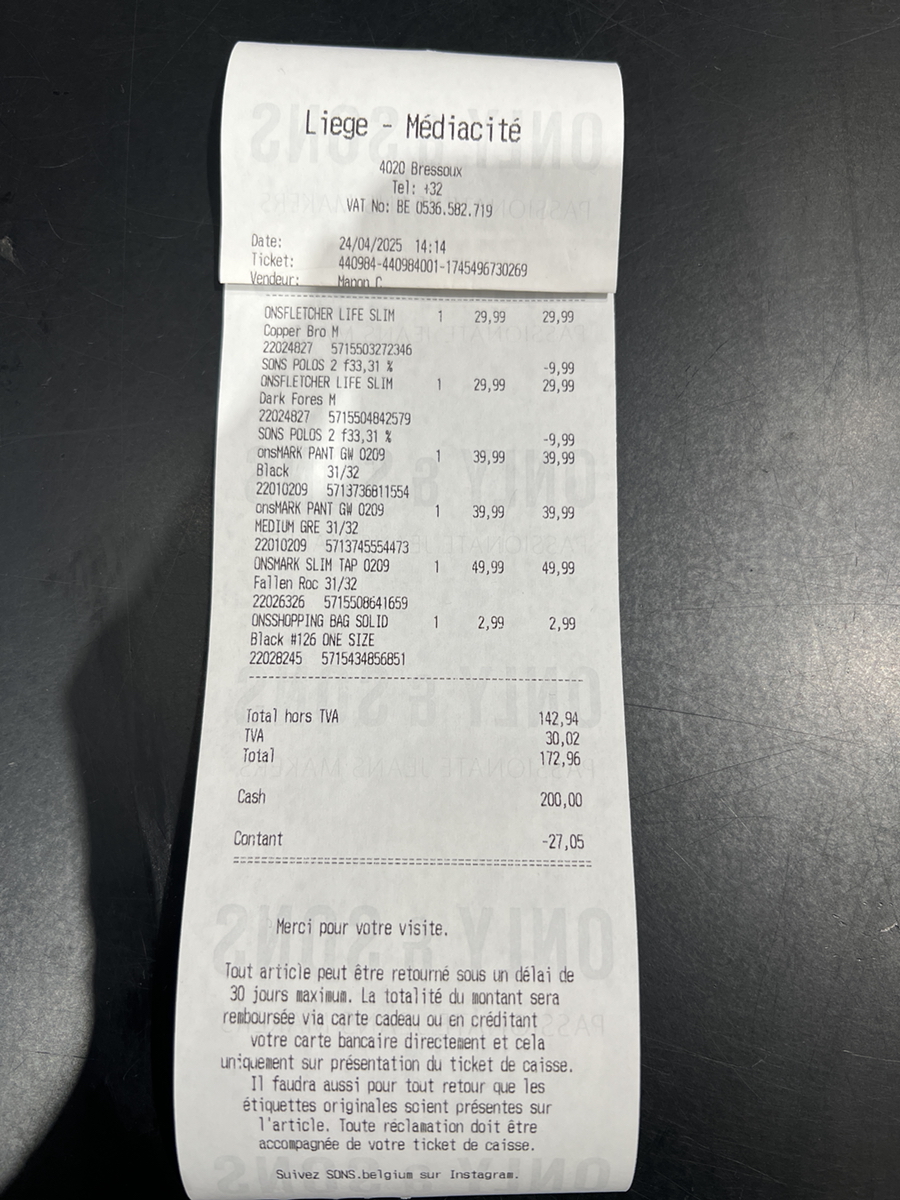 Liege - Médiacité
4020 Bressoux
Tel: +32
VAT No: BE 0536.582.719
Date: 24/04/2025 14:14
Ticket: 440984-440984001-1745496730269
Vendeur: Manon C
ONSFLETCHER LIFE SLIM 1 29,99 29,99
Copper Bro M
22024827 5715503272346
SONS POLOS 2 f33,31 % -9,99
ONSFLETCHER LIFE SLIM 1 29,99 29,99
Dark Fores M
22024827 5715504842579
SONS POLOS 2 f33,31 % -9,99
onsMARK PANT GW 0209 1 39,99 39,99
Black 31/32
22010209 5713736811554
onsMARK PANT GW 0209 1 39,99 39,99
MEDIUM GRE 31/32
22010209 5713745554473
ONSMARK SLIM TAP 0209 1 49,99 49,99
Fallen Roc 31/32
22026326 5715508641659
ONSSHOPPING BAG SOLID 1 2,99 2,99
Black #126 ONE SIZE
22028245 5715434856851
Total hors TVA 142,94
TVA 30,02
Total 172,96
Cash 200,00
Contant -27,05
Merci pour votre visite.
Tout article peut être retourné sous un délai de
30 jours maximum. La totalité du montant sera
remboursée via carte cadeau ou en créditant
votre carte bancaire directement et cela
uniquement sur présentation du ticket de caisse.
Il faudra aussi pour tout retour que les
étiquettes originales soient présentes sur
l'article. Toute réclamation doit être
accompagnée de votre ticket de caisse.
Suivez SONS.belgium sur Instagram.